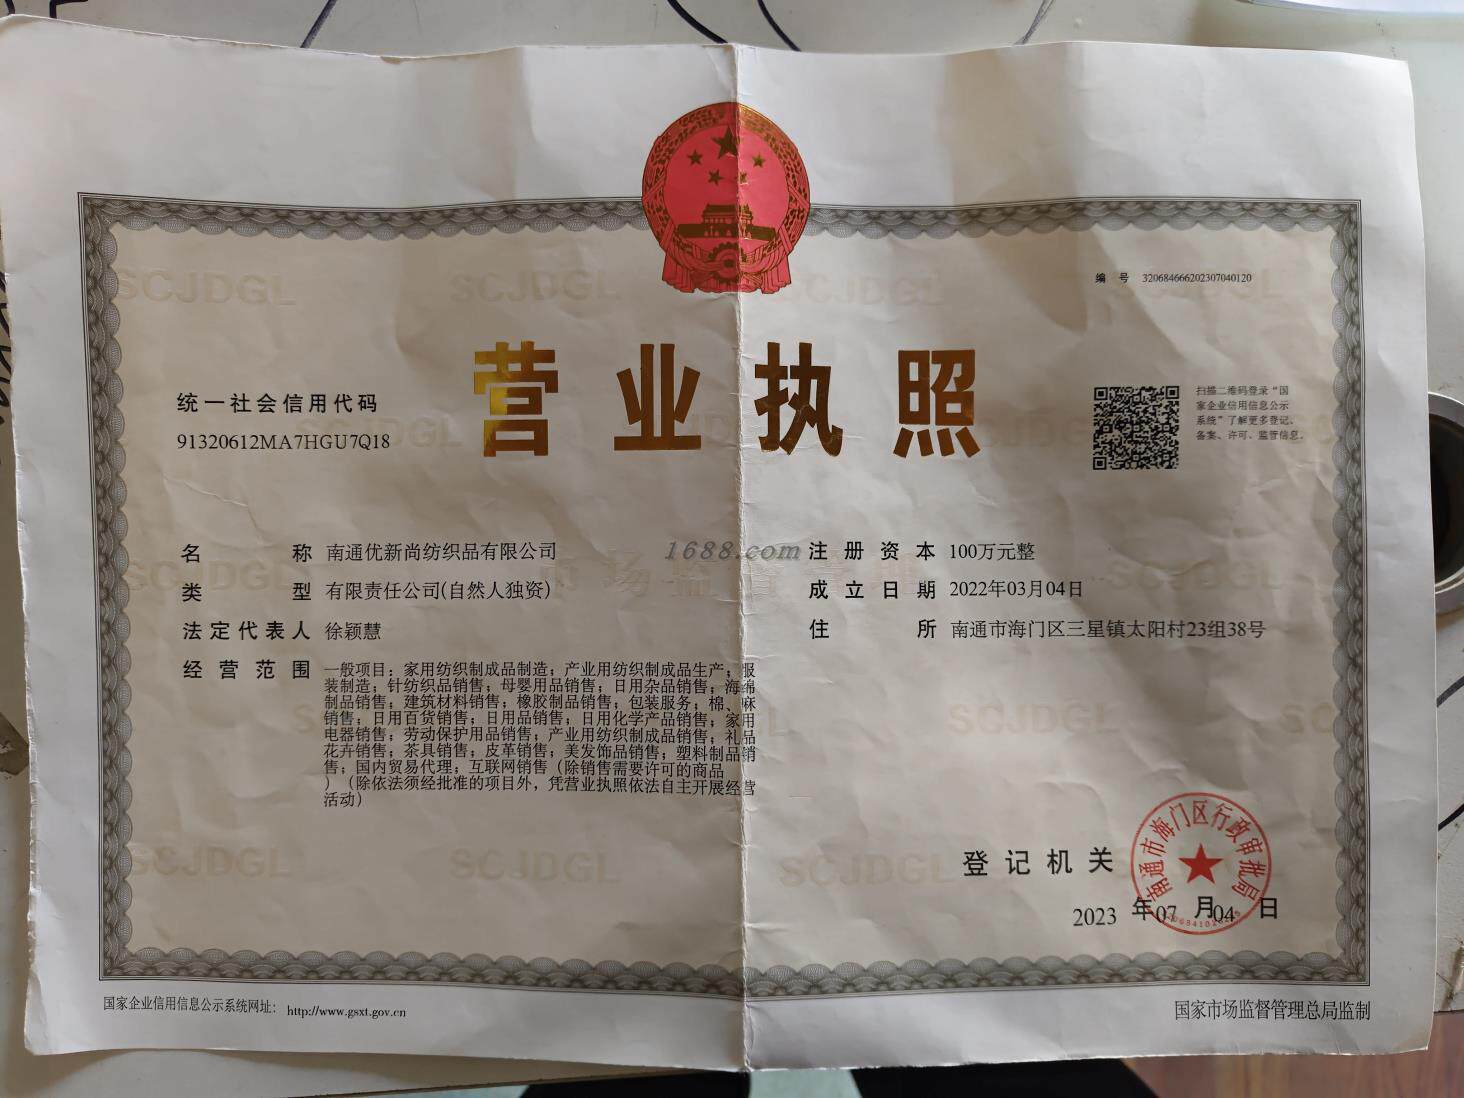 编 号 320684666202307040120
营业执照
统一社会信用代码
91320612MA7HGU7Q18
扫描二维码登录“国
家企业信用信息公示
系统”了解更多登记、
备案、许可、监管信息。
名 称 南通优新尚纺织品有限公司
类 型 有限责任公司(自然人独资)
法定代表人 徐颖慧
经营范围 一般项目：家用纺织制成品制造；产业用纺织制成品生产；服
装制造；针纺织品销售；母婴用品销售；日用杂品销售；海绵
制品销售；建筑材料销售；橡胶制品销售；包装服务；棉、麻
销售；日用百货销售；日用品销售；日用化学产品销售；家用
电器销售；劳动保护用品销售；产业用纺织制成品销售；礼品
花卉销售；茶具销售；皮革销售；美发饰品销售；塑料制品销
售；国内贸易代理；互联网销售（除销售需要许可的商品
）（除依法须经批准的项目外，凭营业执照依法自主开展经营
活动）
1688.com
注册资本 100万元整
成立日期 2022年03月04日
住 所 南通市海门区三星镇太阳村23组38号
登记机关
南通市海门区行政审批局
2023 年07 月04 日
国家企业信用信息公示系统网址： http://www.gsxt.gov.cn
国家市场监督管理总局监制
SCJDGL